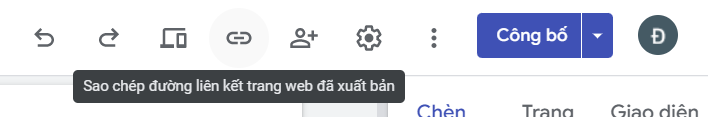 Công bố
Đ
Sao chép đường liên kết trang web đã xuất bản
Chèn Trang Giao diện